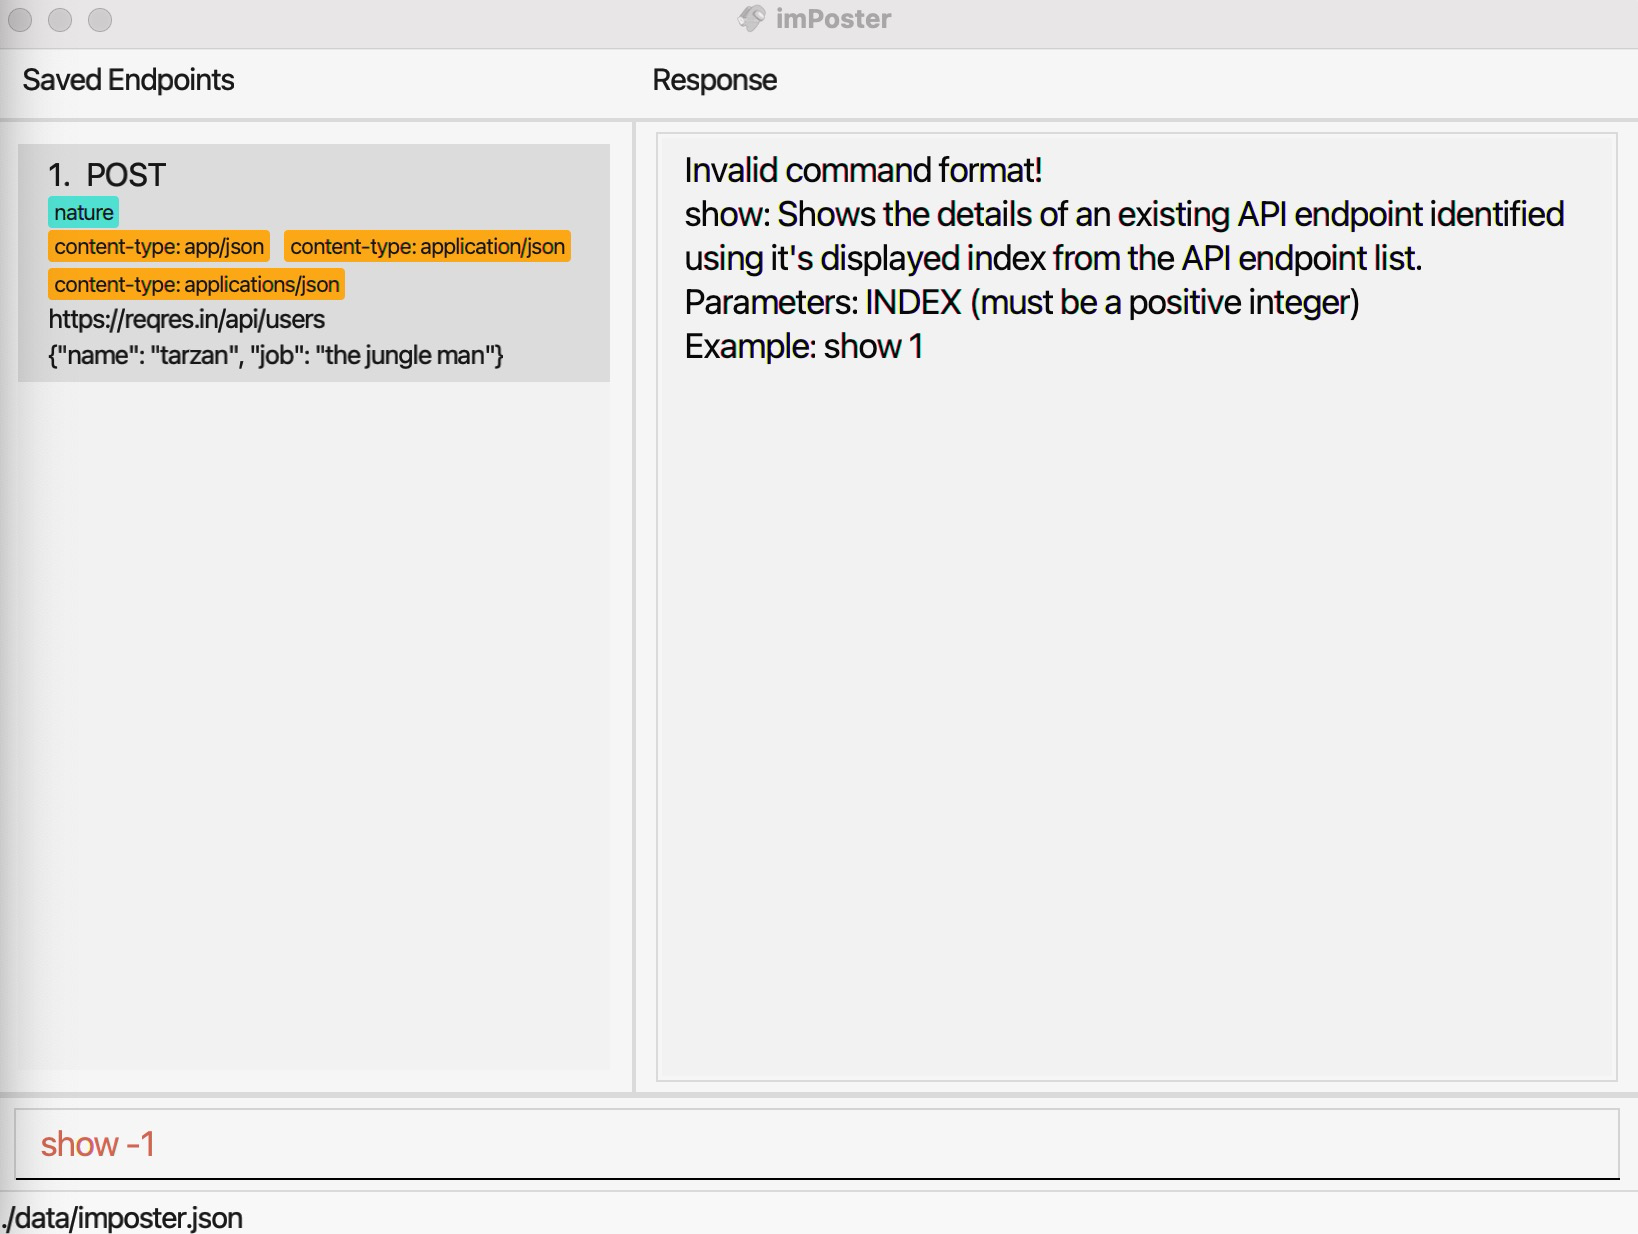 imPoster
Saved Endpoints
Response
1. POST
nature
content-type: app/json content-type: application/json
content-type: applications/json
https://reqres.in/api/users
{"name": "tarzan", "job": "the jungle man"}
Invalid command format!
show: Shows the details of an existing API endpoint identified
using it's displayed index from the API endpoint list.
Parameters: INDEX (must be a positive integer)
Example: show 1
show -1
./data/imposter.json